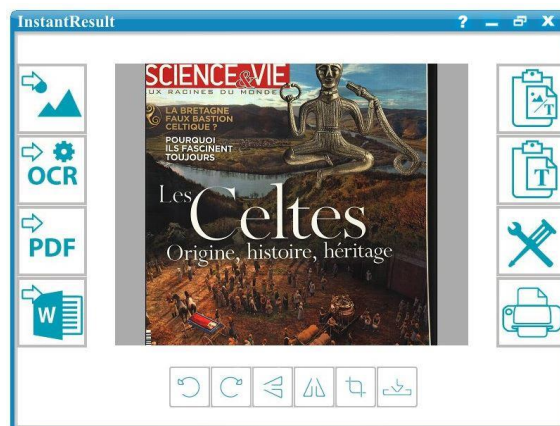 InstantResult
?
SCIENCE & VIE
UX RACINES DU MONDE
LA BRETAGNE
FAUX BASTION
CELTIQUE ?
POURQUOI
ILS FASCINENT
TOUJOURS
Les Celtes
Origine, histoire, héritage
OCR
PDF
W
T
T